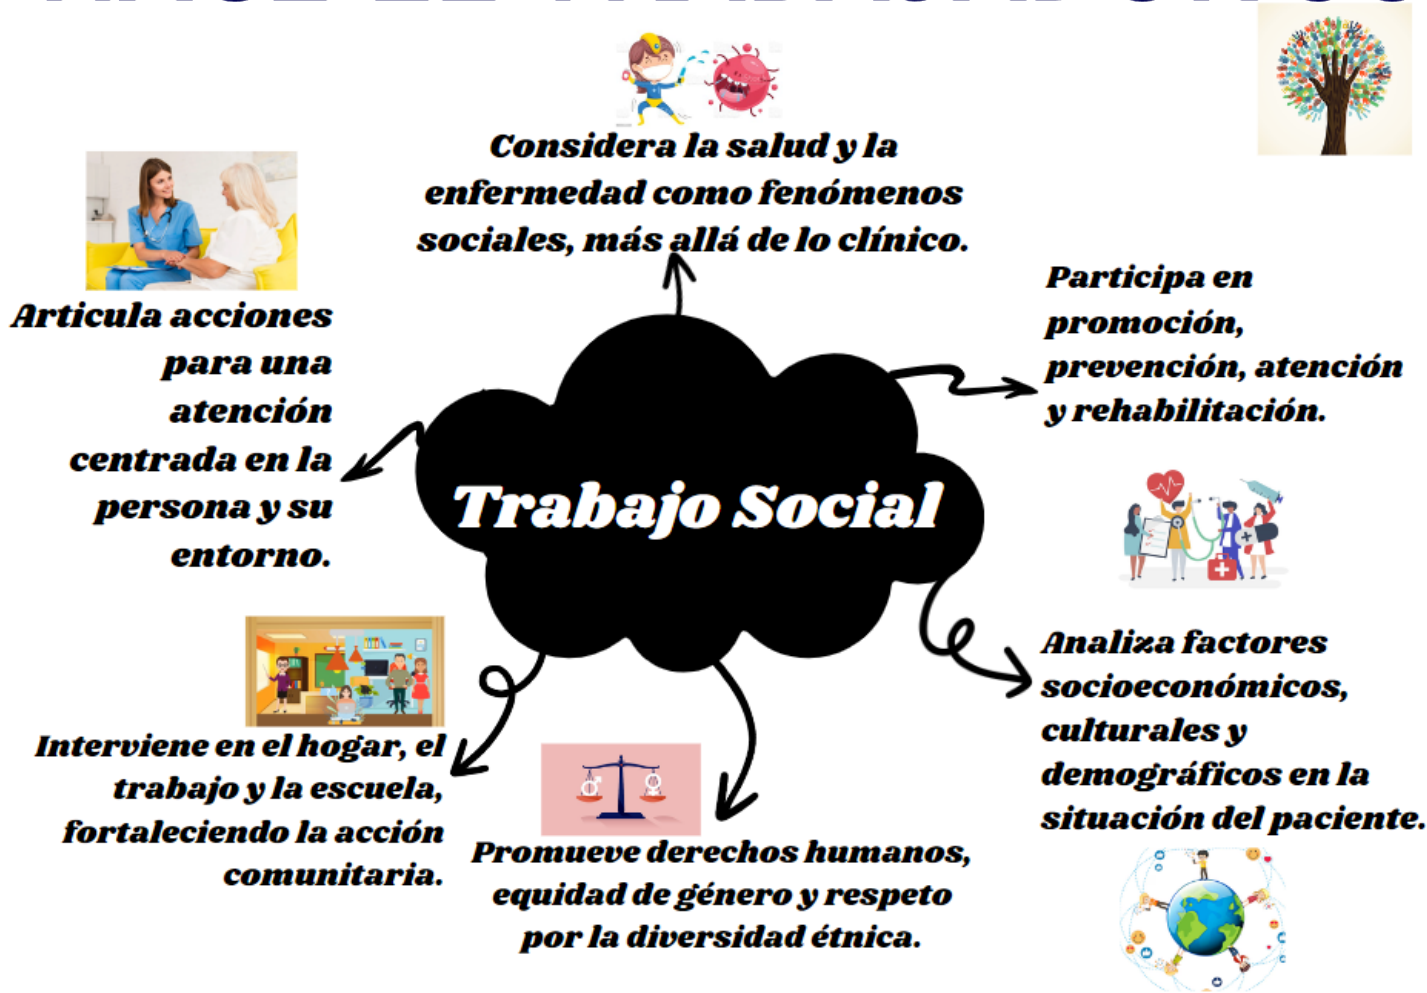 Considera la salud y la
enfermedad como fenómenos
sociales, más allá de lo clínico.
Participa en
promoción,
prevención, atención
y rehabilitación.
Articula acciones
para una
atención
centrada en la
persona y su
entorno.
Trabajo Social
Analiza factores
socioeconómicos,
culturales y
demográficos en la
situación del paciente.
Interviene en el hogar, el
trabajo y la escuela,
fortaleciendo la acción
comunitaria.
Promueve derechos humanos,
equidad de género y respeto
por la diversidad étnica.